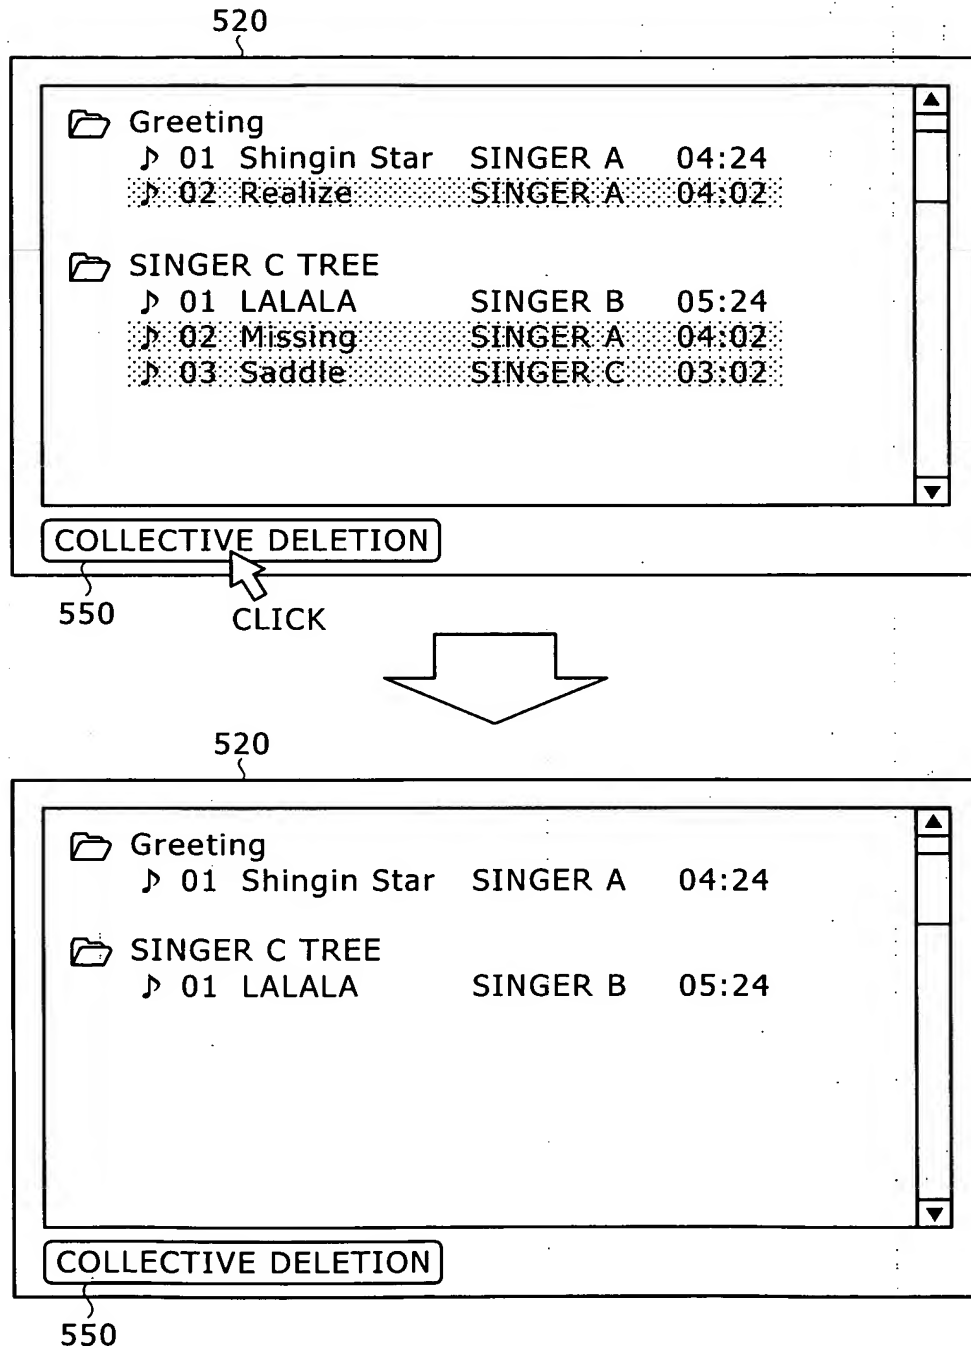 520
Greeting
♪ 01 Shingin Star SINGER A 04:24
♪ 02 Realize SINGER A 04:02
SINGER C TREE
♪ 01 LALALA SINGER B 05:24
♪ 02 Missing SINGER A 04:02
♪ 03 Saddle SINGER C 03:02
COLLECTIVE DELETION
550
CLICK
520
Greeting
♪ 01 Shingin Star SINGER A 04:24
SINGER C TREE
♪ 01 LALALA SINGER B 05:24
COLLECTIVE DELETION
550